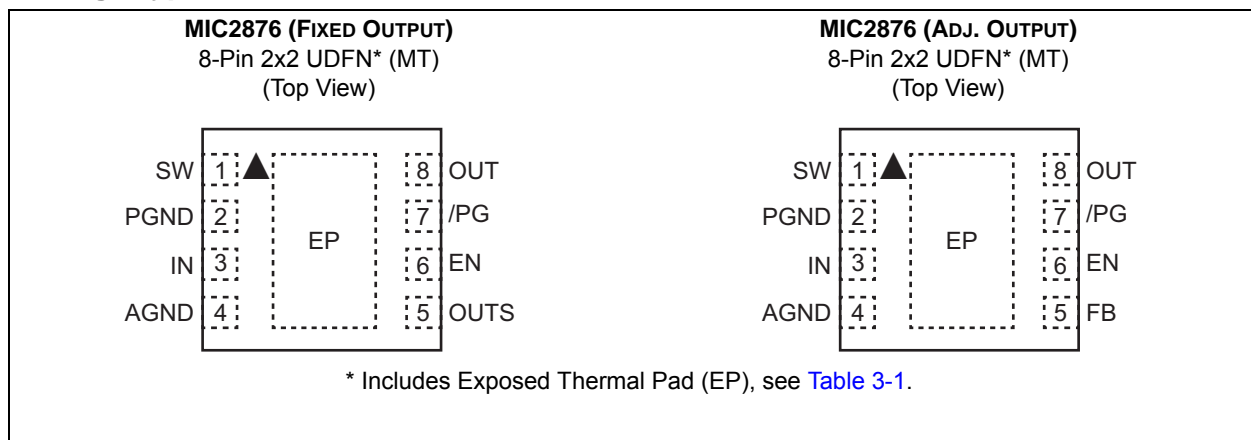 MIC2876 (FIXED OUTPUT)
8-Pin 2x2 UDFN* (MT)
(Top View)
SW 1 8 OUT
PGND 2 7 /PG
EP
IN 3 6 EN
AGND 4 5 OUTS
MIC2876 (ADJ. OUTPUT)
8-Pin 2x2 UDFN* (MT)
(Top View)
SW 1 8 OUT
PGND 2 7 /PG
EP
IN 3 6 EN
AGND 4 5 FB
* Includes Exposed Thermal Pad (EP), see Table 3-1.